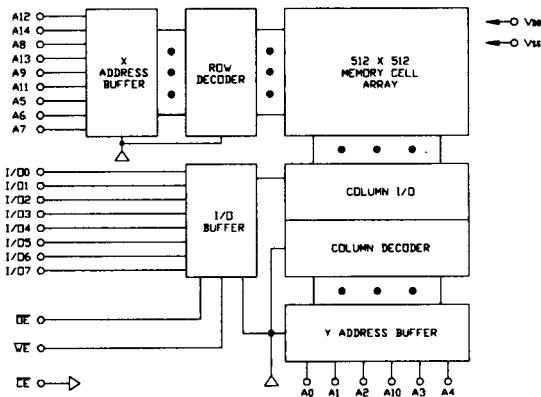 A12
A14
A8
A13
A9
A11
A5
A6
A7
X
ADDRESS
BUFFER
ROW
DECODER
512 X 512
MEMORY CELL
ARRAY
VDD
VSS
I/O0
I/O1
I/O2
I/O3
I/O4
I/O5
I/O6
I/O7
I/O
BUFFER
COLUMN I/O
COLUMN DECODER
Y ADDRESS BUFFER
OE
WE
CE
A0 A1 A2 A10 A3 A4